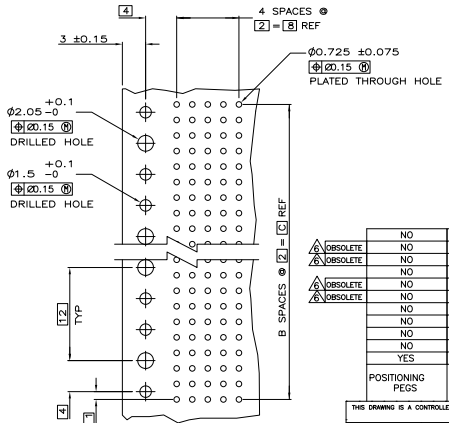 4
4 SPACES @
2 = 8 REF
3 ±0.15
Ø0.725 ±0.075
⌖ Ø0.15 Ⓜ
PLATED THROUGH HOLE
+0.1
Ø2.05 -0
⌖ Ø0.15 Ⓜ
DRILLED HOLE
+0.1
Ø1.5 -0
⌖ Ø0.15 Ⓜ
DRILLED HOLE
B SPACES @ 2 = C REF
12
TYP
4
1
NO
6 OBSOLETE NO
6 OBSOLETE NO
NO
6 OBSOLETE NO
6 OBSOLETE NO
NO
NO
NO
NO
YES
POSITIONING
PEGS
THIS DRAWING IS A CONTROLLE